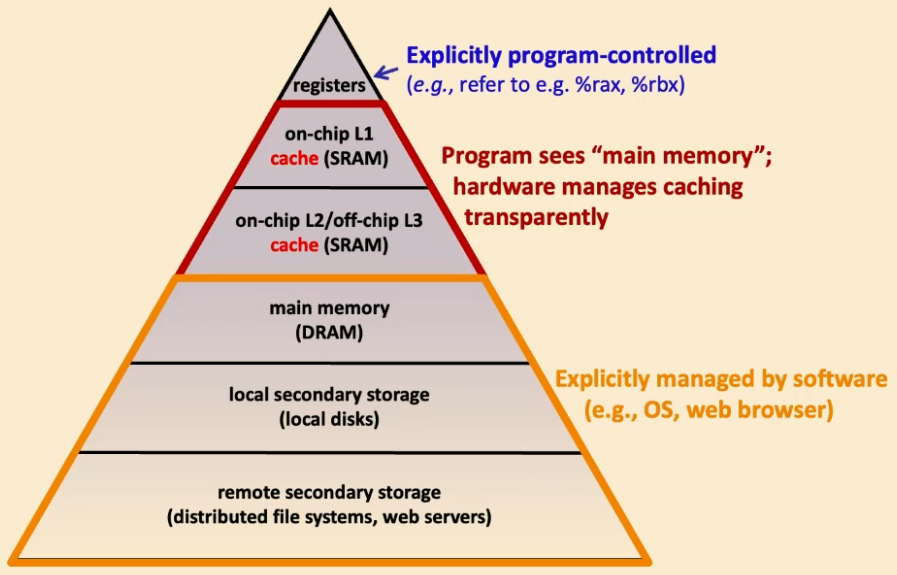 registers
Explicitly program-controlled
(e.g., refer to e.g. %rax, %rbx)
on-chip L1
cache (SRAM)
Program sees “main memory”;
hardware manages caching
transparently
on-chip L2/off-chip L3
cache (SRAM)
main memory
(DRAM)
local secondary storage
(local disks)
Explicitly managed by software
(e.g., OS, web browser)
remote secondary storage
(distributed file systems, web servers)